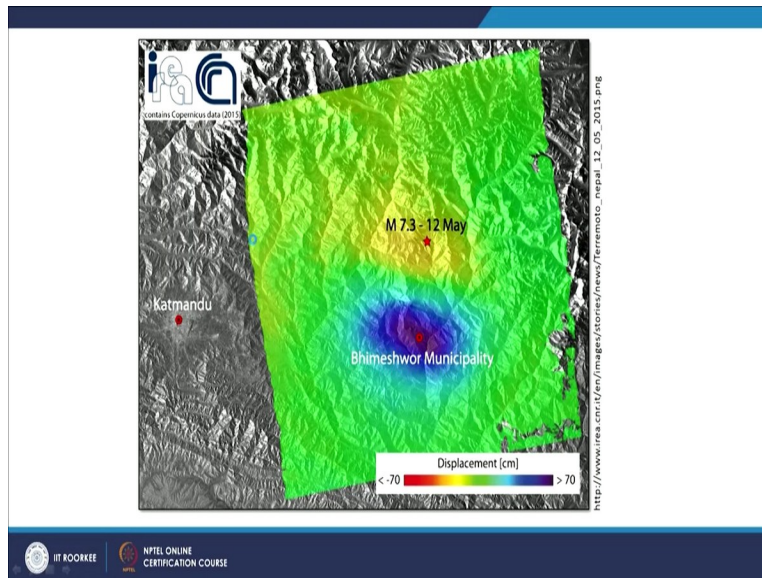 irea
contains Copernicus data (2015)
M 7.3 - 12 May
Katmandu
Bhimeshwor Municipality
Displacement [cm]
< -70
> 70
http://www.irea.cnr.it/en/images/stories/news/Terremoto_nepal_12_05_2015.png
IIT ROORKEE
NPTEL ONLINE
CERTIFICATION COURSE